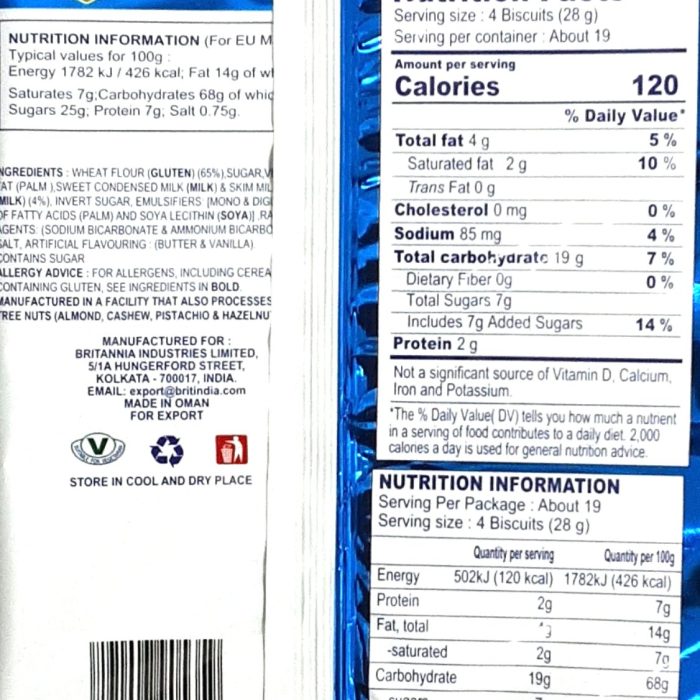 NUTRITION INFORMATION (For EU
Typical values for 100g :
Energy 1782 kJ / 426 kcal; Fat 14g of
Saturates 7g;Carbohydrates 68g of
Sugars 25g; Protein 7g; Salt 0.75g.
: WHEAT FLOUR (GLUTEN) (65%),SUGAR,
(PALM ),SWEET CONDENSED MILK (MILK) & SKIM
(4%), INVERT SUGAR, EMULSIFIERS [MONO &
OF FATTY ACIDS (PALM) AND SOYA LECITHIN (SOYA)]
: (SODIUM BICARBONATE & AMMONIUM
SALT, ARTIFICIAL FLAVOURING : (BUTTER & VANILLA)
CONTAINS SUGAR
ALLERGY ADVICE : FOR ALLERGENS, INCLUDING
CONTAINING GLUTEN, SEE INGREDIENTS IN BOLD.
MANUFACTURED IN A FACILITY THAT ALSO PROCESSES
NUTS (ALMOND, CASHEW, PISTACHIO &
MANUFACTURED FOR :
BRITANNIA INDUSTRIES LIMITED,
5/1A HUNGERFORD STREET,
KOLKATA - 700017, INDIA.
EMAIL: export@britindia.com
MADE IN OMAN
FOR EXPORT
V
STORE IN COOL AND DRY PLACE
Serving size : 4 Biscuits (28 g)
Serving per container : About 19
Amount per serving
Calories 120
% Daily Value*
Total fat 4 g 5 %
Saturated fat 2 g 10 %
Trans Fat 0 g
Cholesterol 0 mg 0 %
Sodium 85 mg 4 %
Total carbohydrate 19 g 7 %
Dietary Fiber 0g 0 %
Total Sugars 7g
Includes 7g Added Sugars 14 %
Protein 2 g
Not a significant source of Vitamin D, Calcium,
Iron and Potassium.
*The % Daily Value( DV) tells you how much a nutrient
in a serving of food contributes to a daily diet. 2,000
calories a day is used for general nutrition advice.
NUTRITION INFORMATION
Serving Per Package : About 19
Serving size : 4 Biscuits (28 g)
Quantity per serving Quantity per 100g
Energy 502kJ (120 kcal) 1782kJ (426 kcal)
Protein 2g 7g
Fat, total 14g
-saturated 2g 7g
Carbohydrate 19g 68g